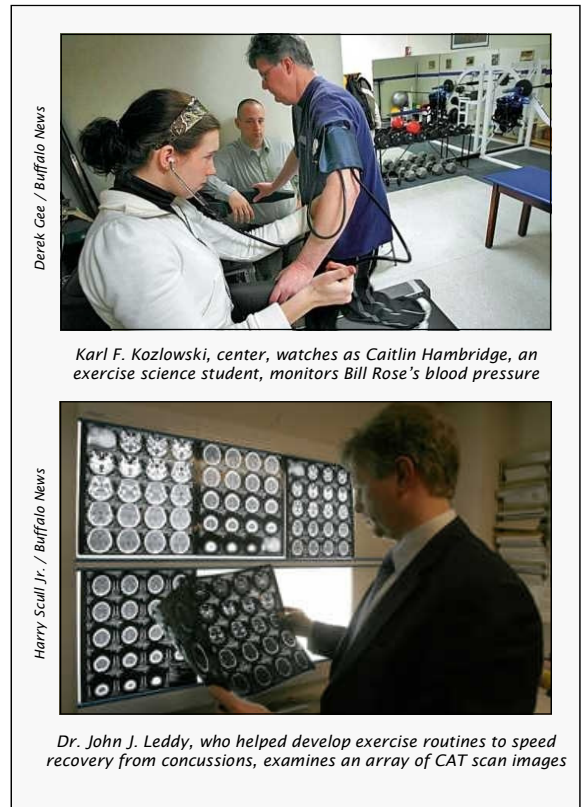 Derek Gee / Buffalo News
Karl F. Kozlowski, center, watches as Caitlin Hambridge, an
exercise science student, monitors Bill Rose’s blood pressure
Harry Scull Jr. / Buffalo News
Dr. John J. Leddy, who helped develop exercise routines to speed
recovery from concussions, examines an array of CAT scan images